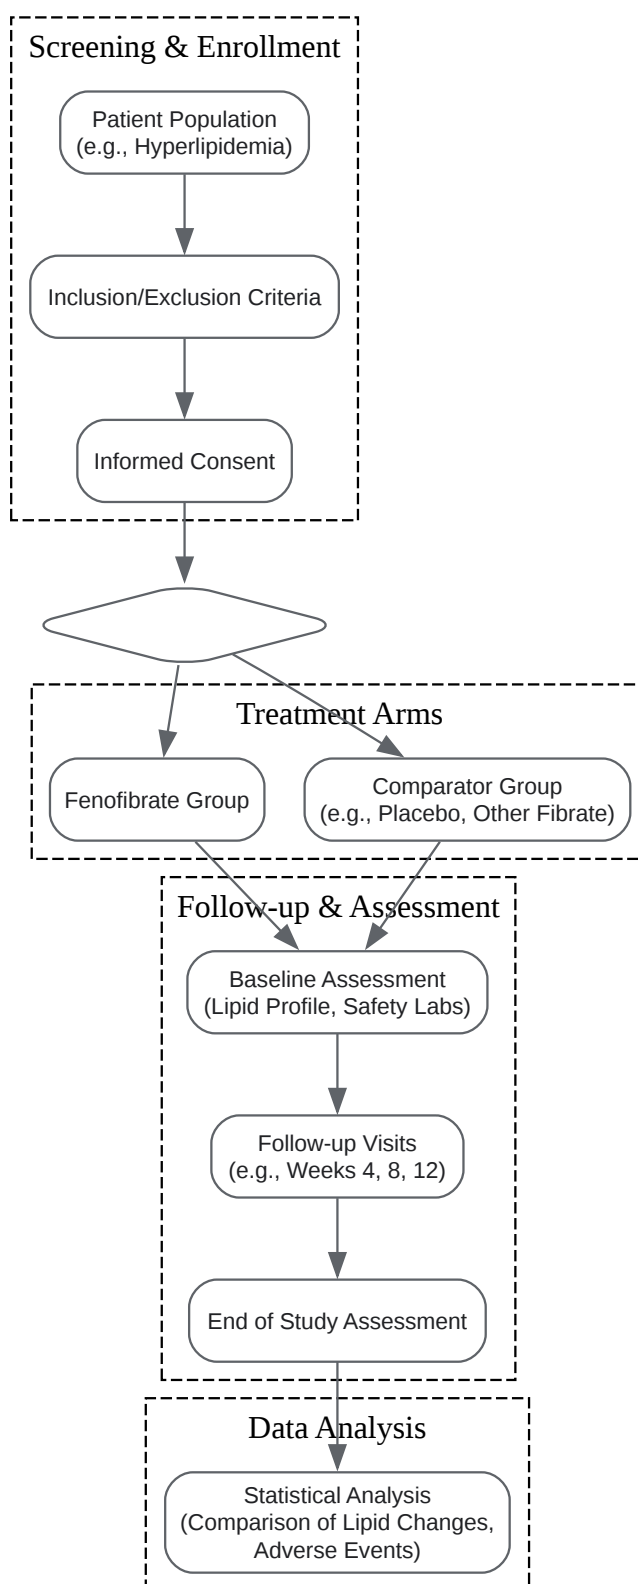 Screening & Enrollment
Patient Population
(e.g., Hyperlipidemia)
Inclusion/Exclusion Criteria
Informed Consent
Treatment Arms
Fenofibrate Group
Comparator Group
(e.g., Placebo, Other Fibrate)
Follow-up & Assessment
Baseline Assessment
(Lipid Profile, Safety Labs)
Follow-up Visits
(e.g., Weeks 4, 8, 12)
End of Study Assessment
Data Analysis
Statistical Analysis
(Comparison of Lipid Changes,
Adverse Events)